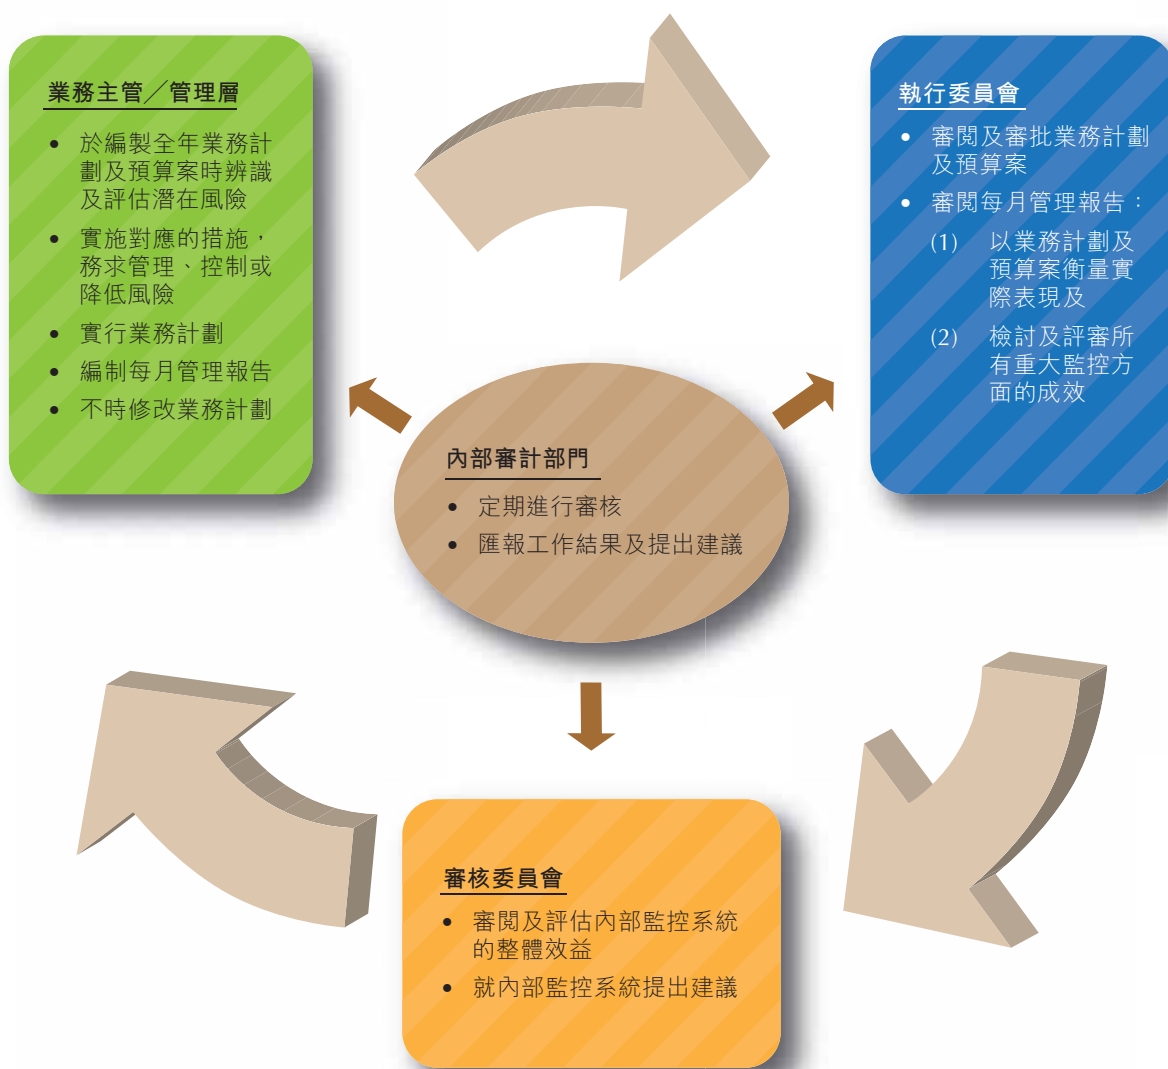 業務主管╱管理層
• 於編製全年業務計
劃及預算案時辨識
及評估潛在風險
• 實施對應的措施，
務求管理、控制或
降低風險
• 實行業務計劃
• 編制每月管理報告
• 不時修改業務計劃
執行委員會
• 審閱及審批業務計劃
及預算案
• 審閱每月管理報告：
(1) 以業務計劃及
預算案衡量實
際表現及
(2) 檢討及評審所
有重大監控方
面的成效
內部審計部門
• 定期進行審核
• 匯報工作結果及提出建議
審核委員會
• 審閱及評估內部監控系統
的整體效益
• 就內部監控系統提出建議